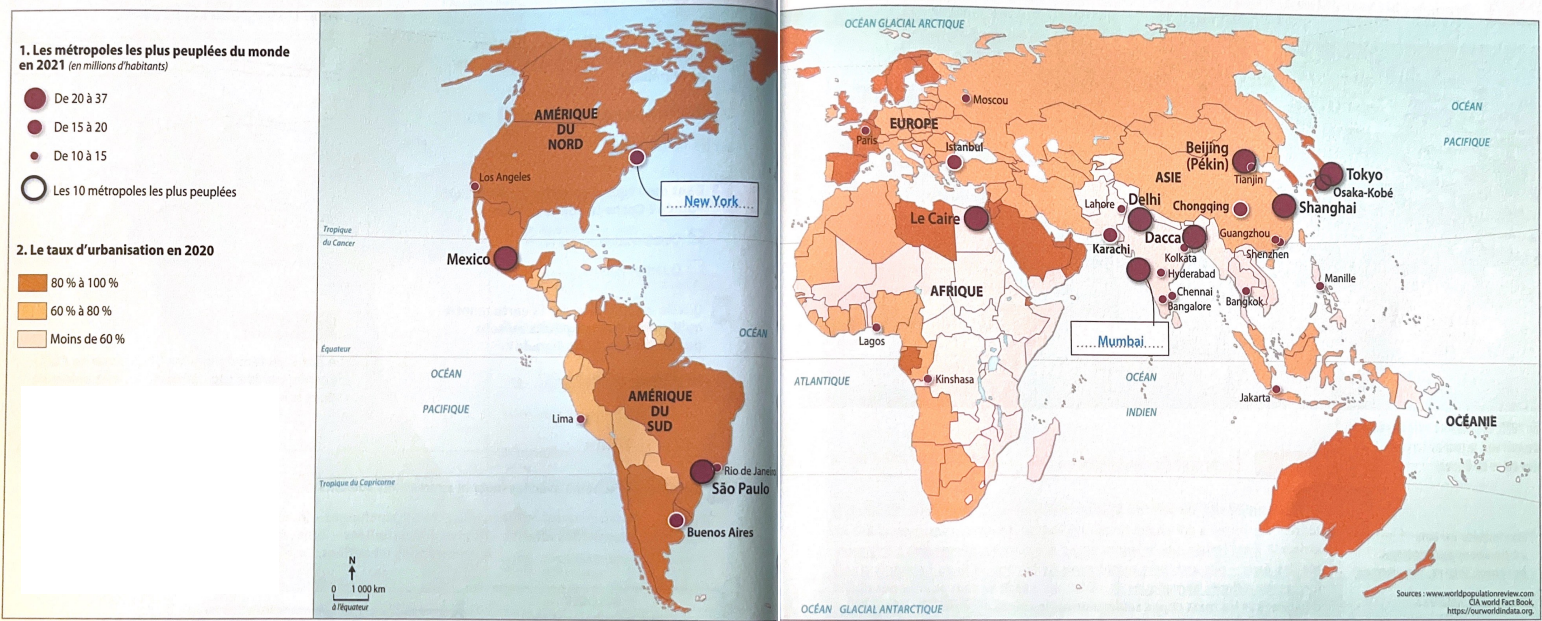 1. Les métropoles les plus peuplées du monde
en 2021 (en millions d'habitants)
De 20 à 37
De 15 à 20
De 10 à 15
Les 10 métropoles les plus peuplées
2. Le taux d'urbanisation en 2020
80 % à 100 %
60 % à 80 %
Moins de 60 %
AMÉRIQUE
DU
NORD
Los Angeles
New York
Tropique
du Cancer
Mexico
OCÉAN
Équateur
OCÉAN
PACIFIQUE
AMÉRIQUE
DU
SUD
Lima
Rio de Janeiro
São Paulo
Tropique du Capricorne
Buenos Aires
N
0 1 000 km
à l'équateur
OCÉAN GLACIAL ARCTIQUE
Moscou
OCÉAN
PACIFIQUE
EUROPE
Paris
Istanbul
Beijing
(Pékin)
Tianjin
ASIE
Tokyo
Osaka-Kobé
Lahore
Delhi
Chongqing
Shanghai
Le Caire
Karachi
Dacca
Guangzhou
Shenzhen
Kolkata
Hyderabad
Manille
AFRIQUE
Chennai
Bangalore
Bangkok
Lagos
Mumbai
ATLANTIQUE
Kinshasa
OCÉAN
INDIEN
Jakarta
OCÉANIE
Sources : www.worldpopulationreview.com
CIA world Fact Book,
https://ourworldindata.org.
OCÉAN GLACIAL ANTARCTIQUE